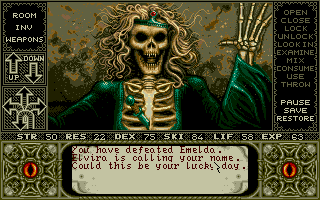 ROOM
INV
WEAPONS
UP
DOWN
OPEN
CLOSE
LOCK
UNLOCK
LOOK IN
EXAMINE
MIX
CONSUME
USE
THROW
PAUSE
SAVE
RESTORE
STR 50 RES 22 DEX 75 SKI 84 LIF 58 EXP 63
You have defeated Emelda.
Elvira is calling your name.
Could this be your lucky day.